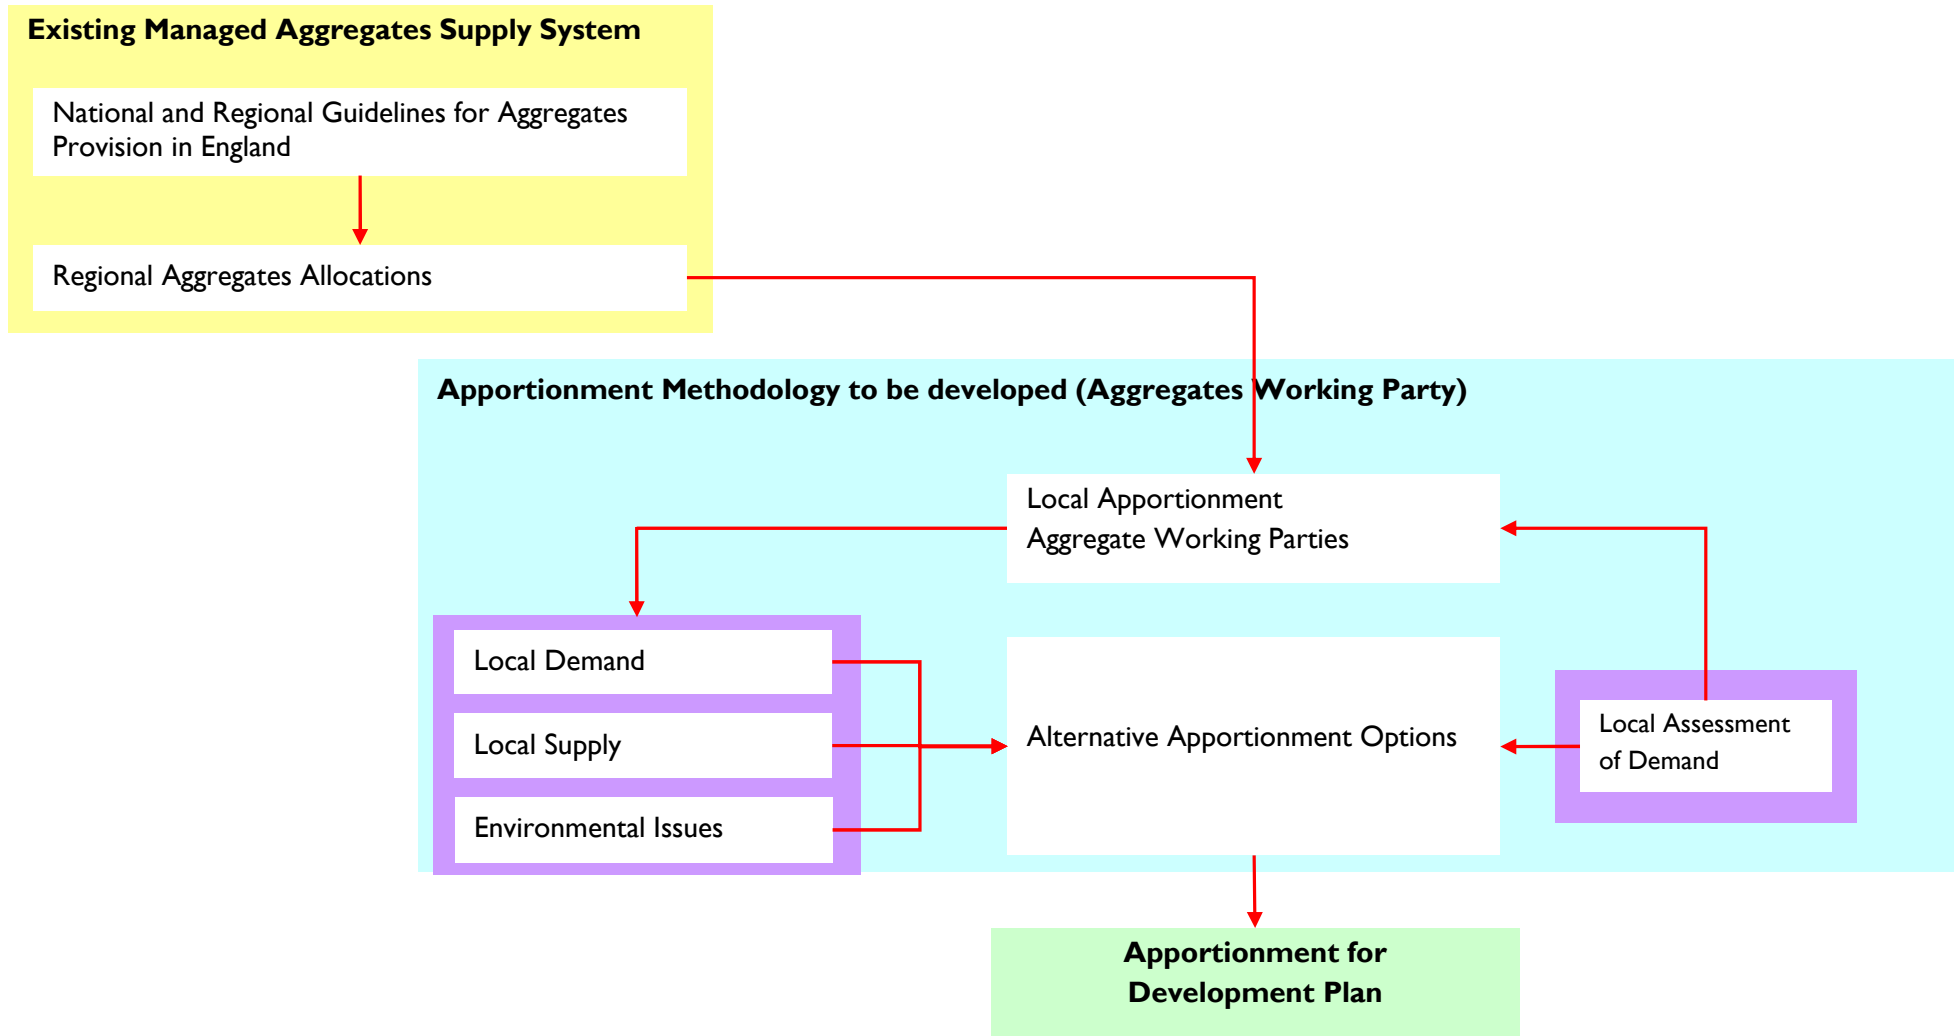 Existing Managed Aggregates Supply System
National and Regional Guidelines for Aggregates
Provision in England
Regional Aggregates Allocations
Apportionment Methodology to be developed (Aggregates Working Party)
Local Apportionment
Aggregate Working Parties
Local Demand
Local Supply
Environmental Issues
Alternative Apportionment Options
Local Assessment
of Demand
Apportionment for
Development Plan